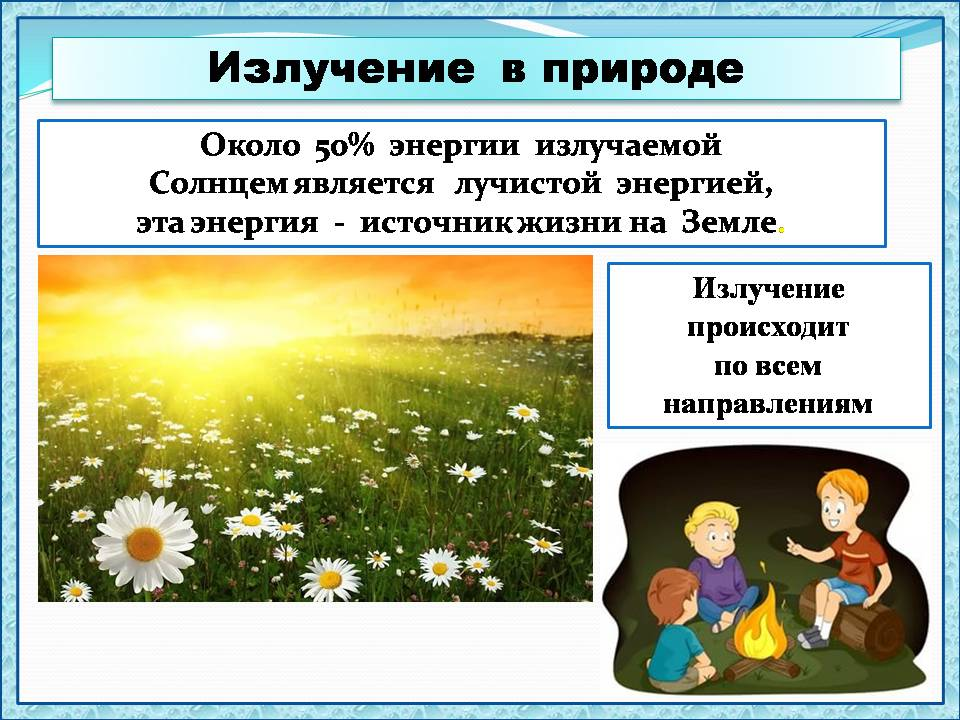 Излучение в природе
Около 50% энергии излучаемой
Солнцем является лучистой энергией,
эта энергия - источник жизни на Земле.
Излучение
происходит
по всем
направлениям